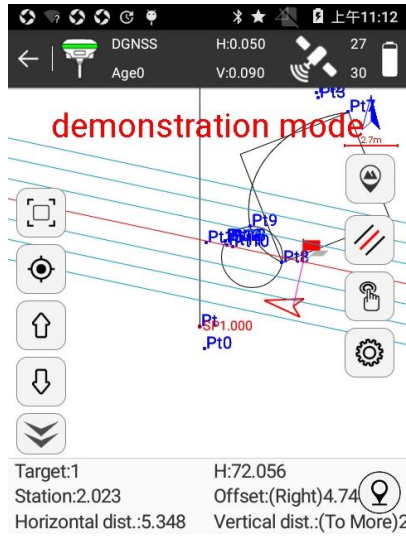 上午11:12
DGNSS H:0.050 27
Age0 V:0.090 30
Pt7
demonstration mode
2.7m
Pt9
Pt8
Pt
SP1.000
Pt0
Target:1 H:72.056
Station:2.023 Offset:(Right)4.74
Horizontal dist.:5.348 Vertical dist.:(To More)2